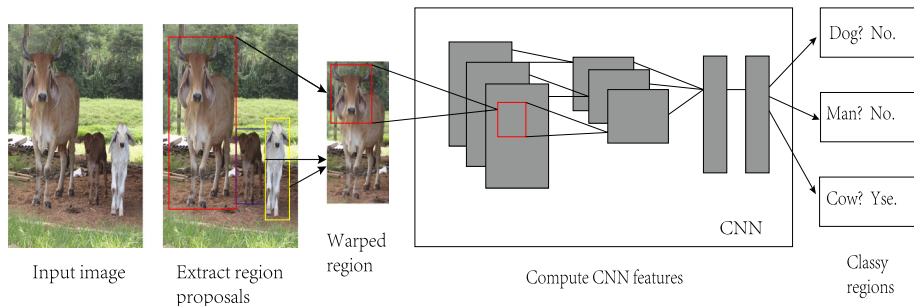 Dog? No.
Man? No.
Cow? Yse.
CNN
Input image
Extract region
proposals
Warped
region
Compute CNN features
Classy
regions